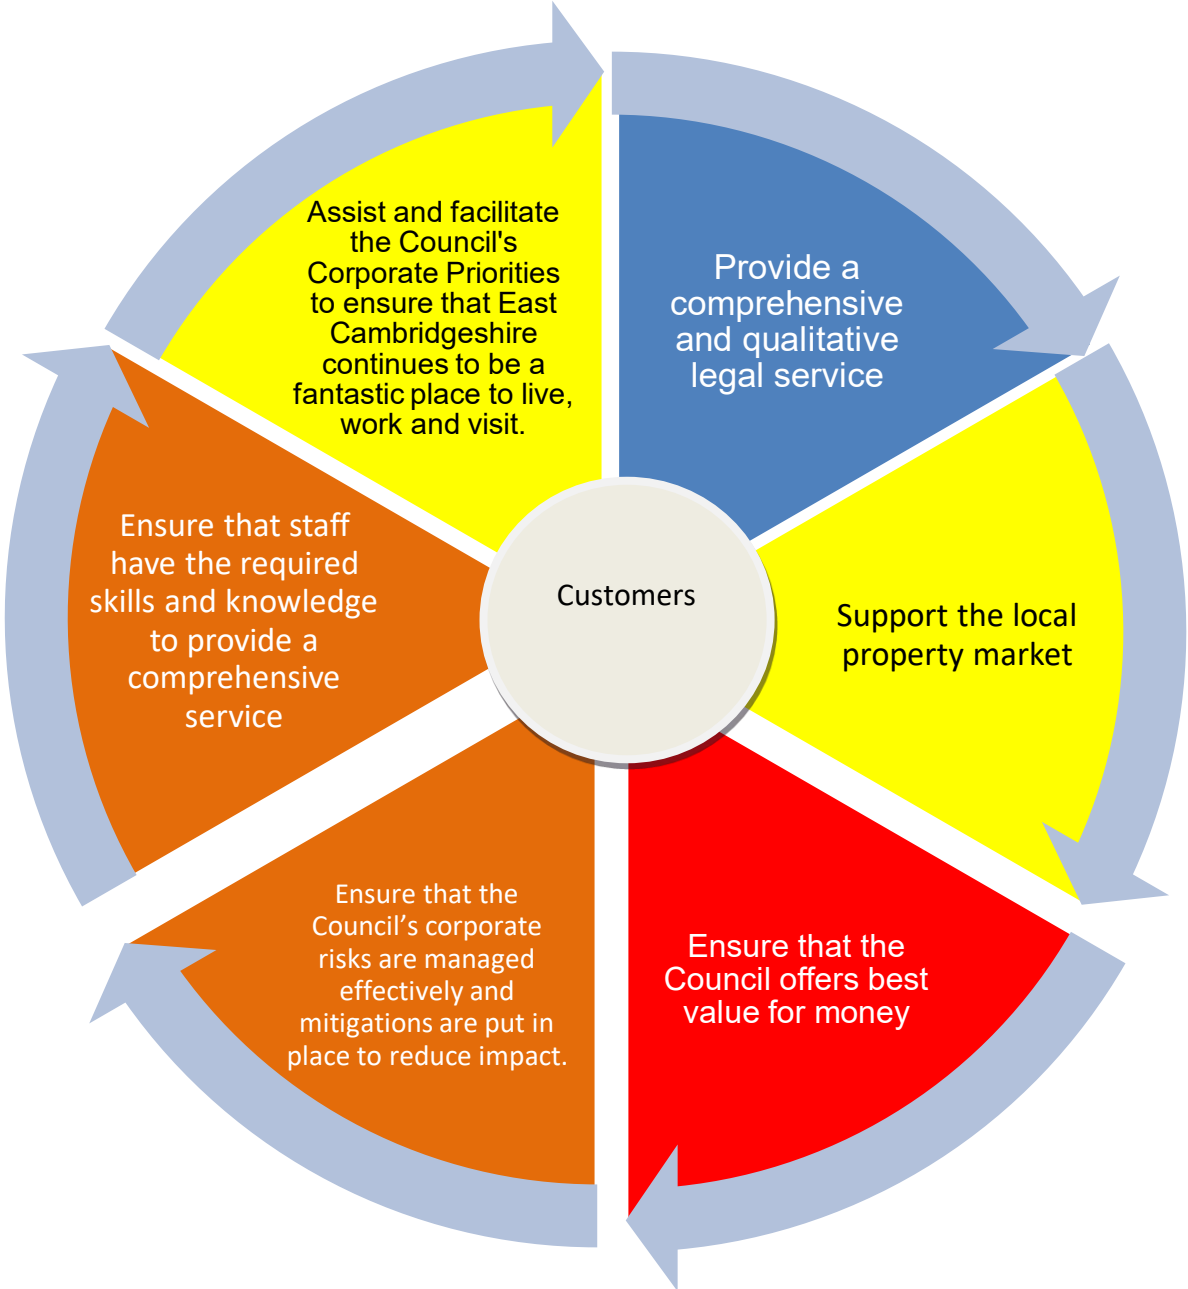 Assist and facilitate
the Council's
Corporate Priorities
to ensure that East
Cambridgeshire
continues to be a
fantastic place to live,
work and visit.
Provide a
comprehensive
and qualitative
legal service
Ensure that staff
have the required
skills and knowledge
to provide a
comprehensive
service
Customers
Support the local
property market
Ensure that the
Council’s corporate
risks are managed
effectively and
mitigations are put in
place to reduce impact.
Ensure that the
Council offers best
value for money